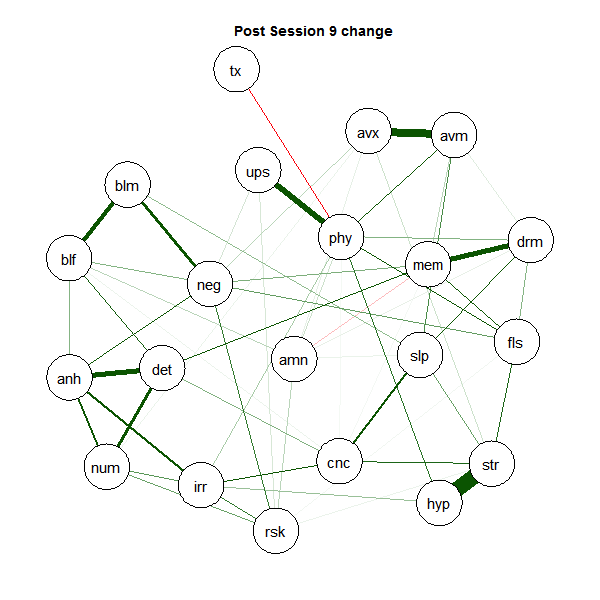 Post Session 9 change
tx
avx
avm
ups
blm
phy
drm
blf
mem
neg
fls
amn
slp
det
anh
cnc
str
num
irr
hyp
rsk